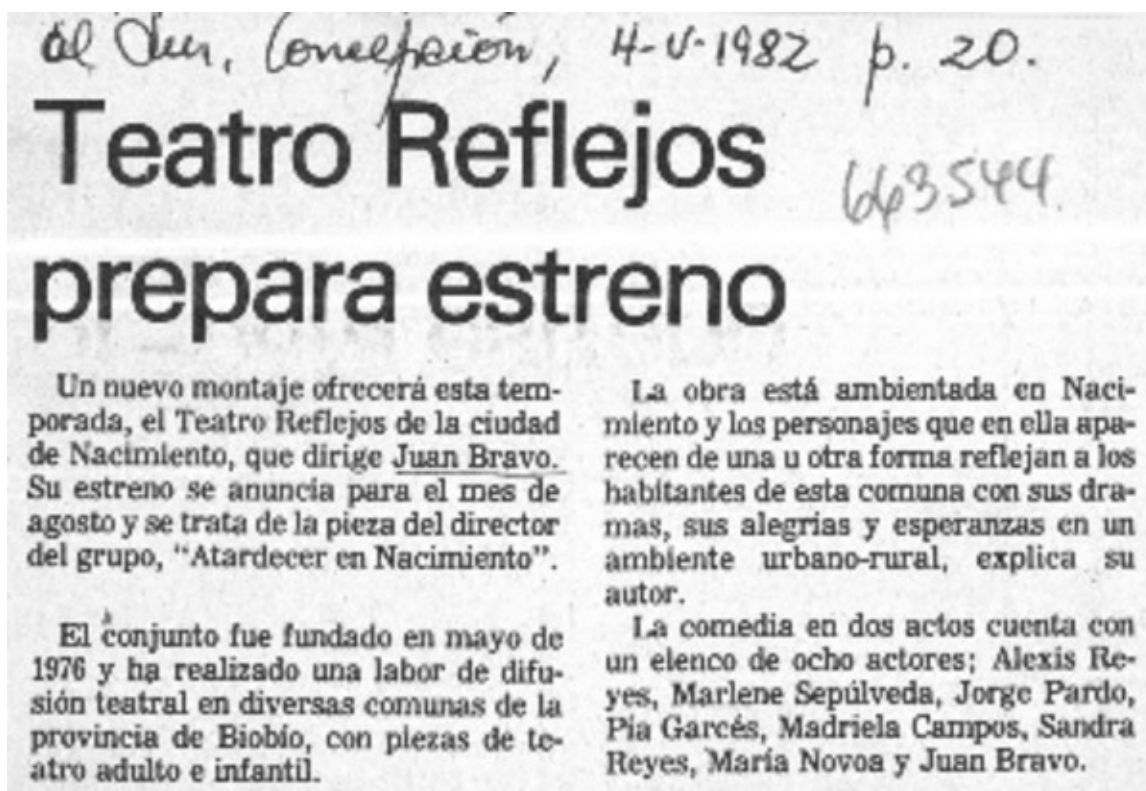 el Sur, Concepción, 4-V-1982 p. 20.
Teatro Reflejos
663544
prepara estreno
Un nuevo montaje ofrecerá esta tem-
porada, el Teatro Reflejos de la ciudad
de Nacimiento, que dirige Juan Bravo.
Su estreno se anuncia para el mes de
agosto y se trata de la pieza del director
del grupo, “Atardecer en Nacimiento”.
El conjunto fue fundado en mayo de
1976 y ha realizado una labor de difu-
sión teatral en diversas comunas de la
provincia de Biobío, con piezas de te-
atro adulto e infantil.
La obra está ambientada en Naci-
miento y los personajes que en ella apa-
recen de una u otra forma reflejan a los
habitantes de esta comuna con sus dra-
mas, sus alegrías y esperanzas en un
ambiente urbano-rural, explica su
autor.
La comedia en dos actos cuenta con
un elenco de ocho actores; Alexis Re-
yes, Marlene Sepúlveda, Jorge Pardo,
Pía Garcés, Madriela Campos, Sandra
Reyes, María Novoa y Juan Bravo.